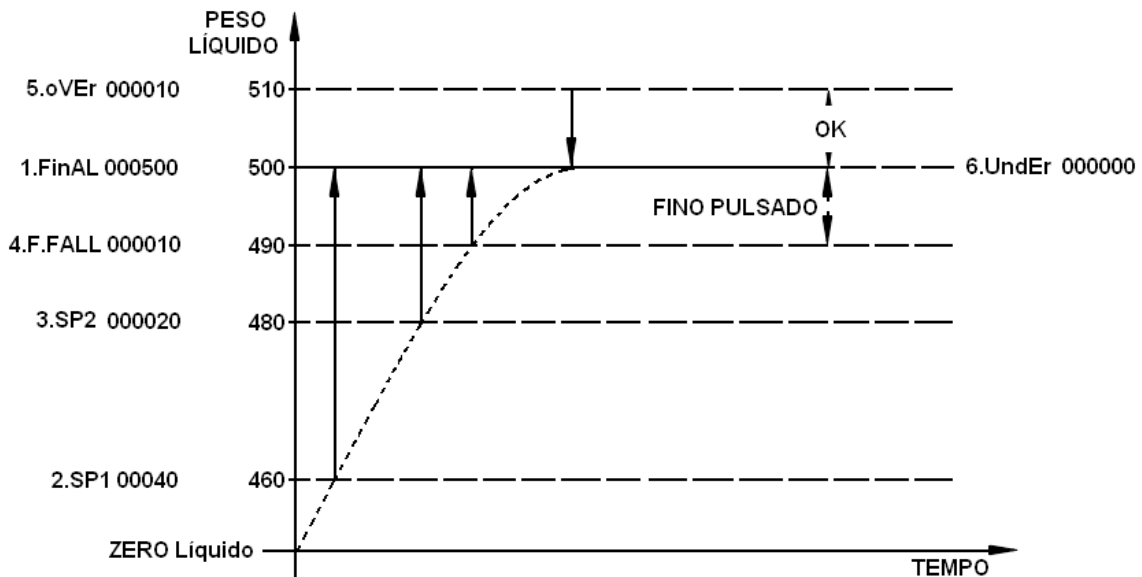 PESO
LÍQUIDO
5.oVEr 000010 510
OK
1.FinAL 000500 500 6.UndEr 000000
FINO PULSADO
4.F.FALL 000010 490
3.SP2 000020 480
2.SP1 00040 460
ZERO Líquido
TEMPO